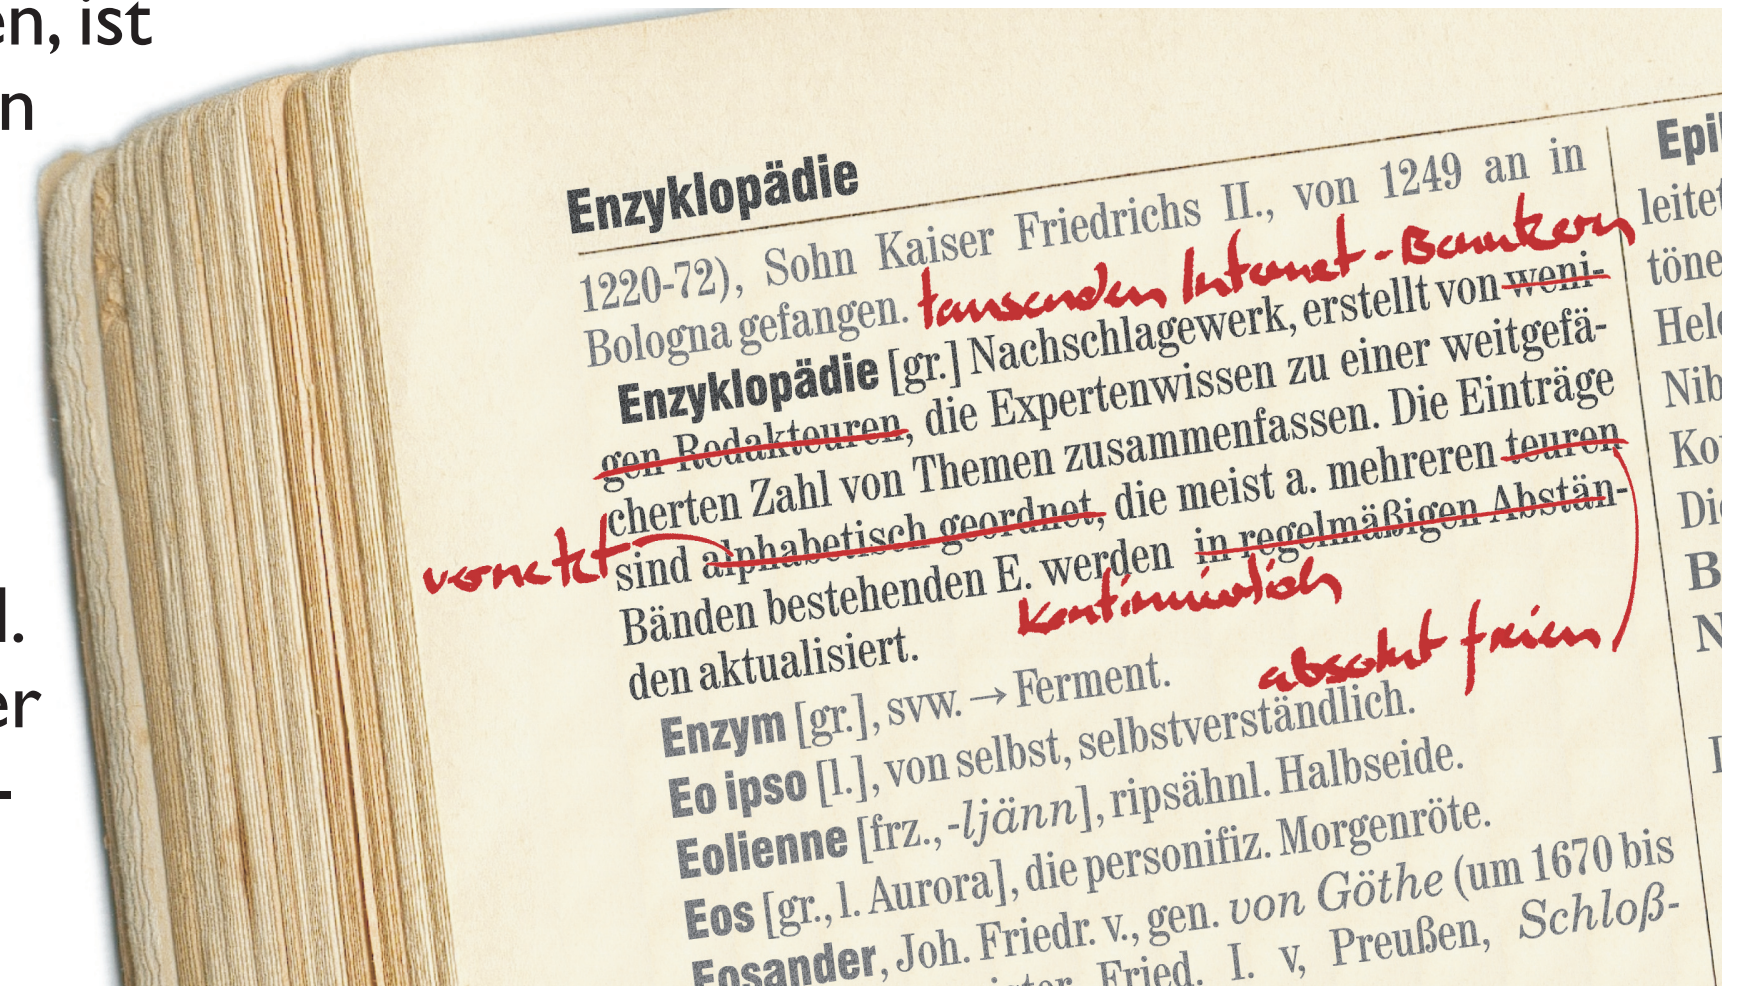 en, ist
n
l.
er
-
Enzyklopädie
1220-72), Sohn Kaiser Friedrichs II., von 1249 an in
Bologna gefangen.
tausenden Internet-Benutzern
Enzyklopädie [gr.] Nachschlagewerk, erstellt von weni-
gen Redakteuren, die Expertenwissen zu einer weitgefä-
cherten Zahl von Themen zusammenfassen. Die Einträge
vernetzt
sind alphabetisch geordnet, die meist a. mehreren teuren
Bänden bestehenden E. werden in regelmäßigen Abstän-
kontinuierlich
den aktualisiert.
absolut freien
Enzym [gr.], svw. → Ferment.
Eo ipso [l.], von selbst, selbstverständlich.
Eolienne [frz., -ljänn], ripsähnl. Halbseide.
Eos [gr., l. Aurora], die personifiz. Morgenröte.
Eosander, Joh. Friedr. v., gen. von Göthe (um 1670 bis
Fried. I. v, Preußen, Schloß-
Epi
leitet
töne
Held
Nib
Ko
Di
B
N